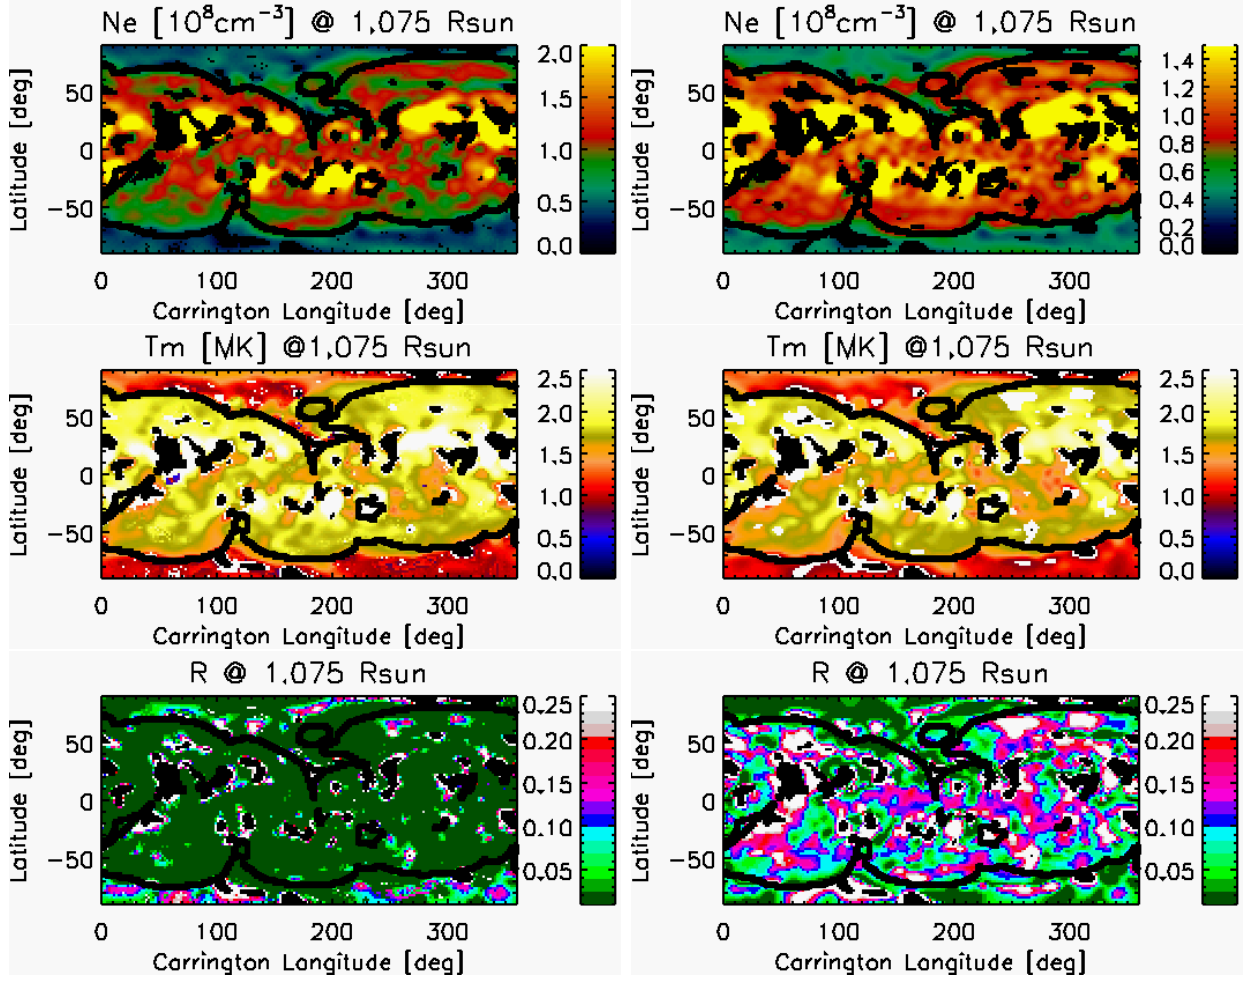 Ne [10⁸cm⁻³] @ 1,075 Rsun
Ne [10⁸cm⁻³] @ 1,075 Rsun
Latitude [deg]
50
0
−50
0 100 200 300
Carrington Longitude [deg]
2.0
1.5
1.0
0.5
0.0
Latitude [deg]
50
0
−50
0 100 200 300
Carrington Longitude [deg]
1.4
1.2
1.0
0.8
0.6
0.4
0.2
0.0
Tm [MK] @1,075 Rsun
Tm [MK] @1,075 Rsun
Latitude [deg]
50
0
−50
0 100 200 300
Carrington Longitude [deg]
2.5
2.0
1.5
1.0
0.5
0.0
Latitude [deg]
50
0
−50
0 100 200 300
Carrington Longitude [deg]
2.5
2.0
1.5
1.0
0.5
0.0
R @ 1,075 Rsun
R @ 1,075 Rsun
Latitude [deg]
50
0
−50
0 100 200 300
Carrington Longitude [deg]
0.25
0.20
0.15
0.10
0.05
Latitude [deg]
50
0
−50
0 100 200 300
Carrington Longitude [deg]
0.25
0.20
0.15
0.10
0.05